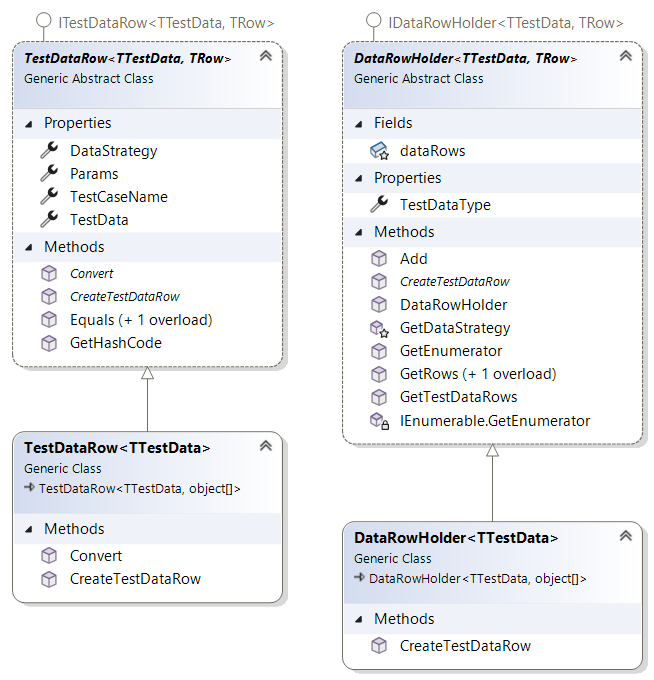 ITestDataRow<TTestData, TRow>
TestDataRow<TTestData, TRow>
Generic Abstract Class
Properties
DataStrategy
Params
TestCaseName
TestData
Methods
Convert
CreateTestDataRow
Equals (+ 1 overload)
GetHashCode
TestDataRow<TTestData>
Generic Class
TestDataRow<TTestData, object[]>
Methods
Convert
CreateTestDataRow
IDataRowHolder<TTestData, TRow>
DataRowHolder<TTestData, TRow>
Generic Abstract Class
Fields
dataRows
Properties
TestDataType
Methods
Add
CreateTestDataRow
DataRowHolder
GetDataStrategy
GetEnumerator
GetRows (+ 1 overload)
GetTestDataRows
IEnumerable.GetEnumerator
DataRowHolder<TTestData>
Generic Class
DataRowHolder<TTestData, object[]>
Methods
CreateTestDataRow